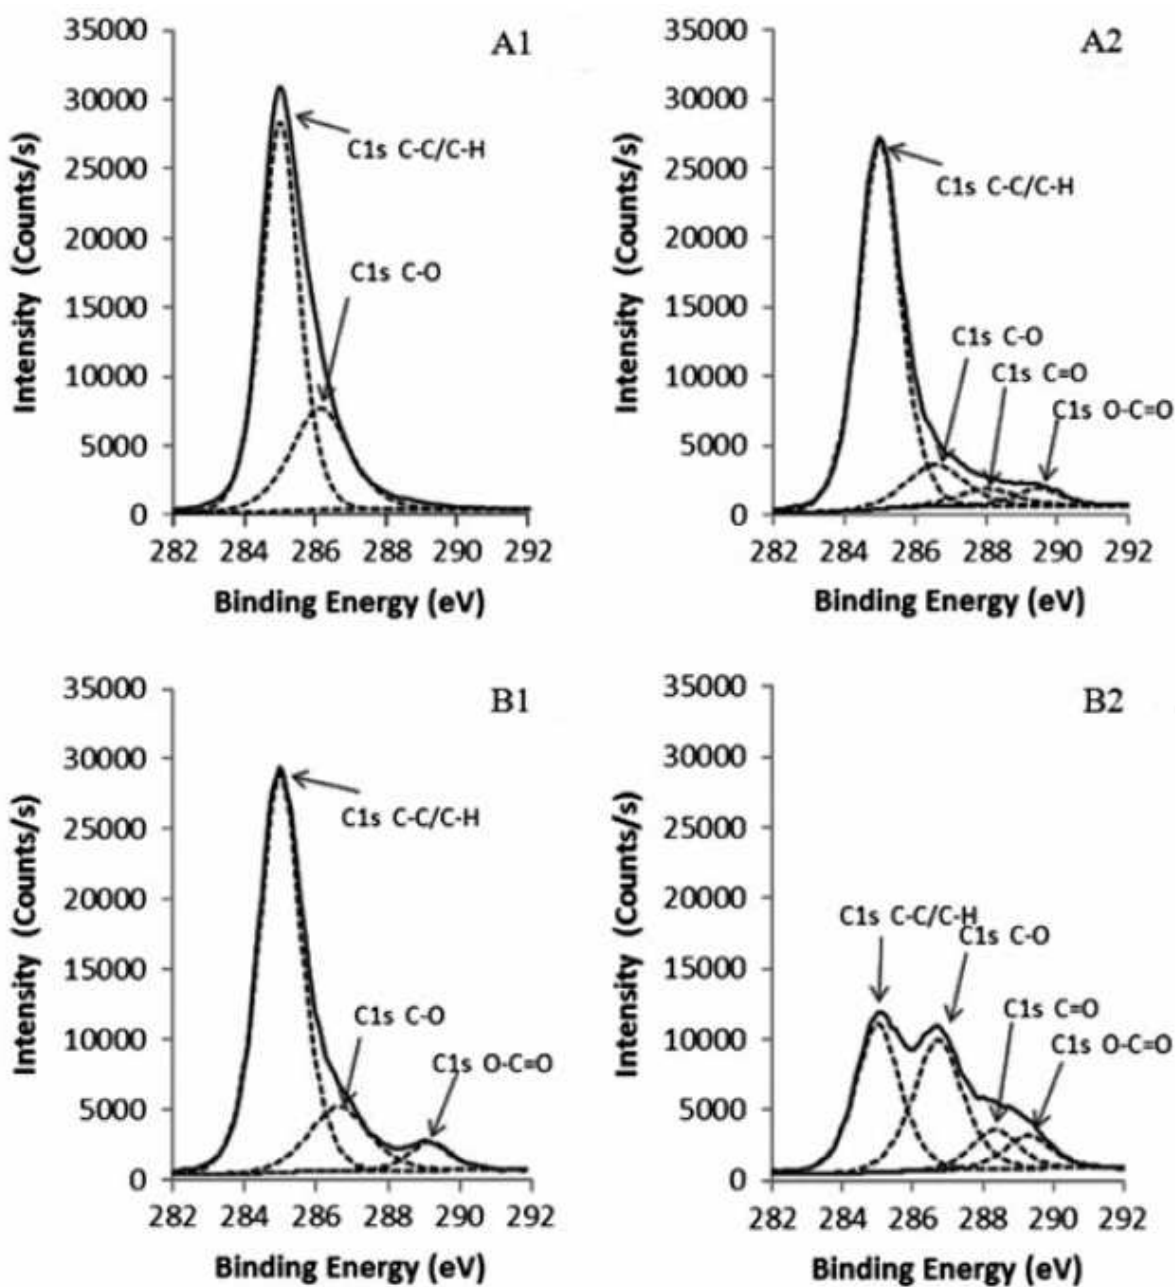 A1
35000
30000
25000
20000
15000
10000
5000
0
Intensity (Counts/s)
C1s C-C/C-H
C1s C-O
282 284 286 288 290 292
Binding Energy (eV)
A2
35000
30000
25000
20000
15000
10000
5000
0
Intensity (Counts/s)
C1s C-C/C-H
C1s C-O
C1s C=O
C1s O-C=O
282 284 286 288 290 292
Binding Energy (eV)
B1
35000
30000
25000
20000
15000
10000
5000
0
Intensity (Counts/s)
C1s C-C/C-H
C1s C-O
C1s O-C=O
282 284 286 288 290 292
Binding Energy (eV)
B2
35000
30000
25000
20000
15000
10000
5000
0
Intensity (Counts/s)
C1s C-C/C-H
C1s C-O
C1s C=O
C1s O-C=O
282 284 286 288 290 292
Binding Energy (eV)